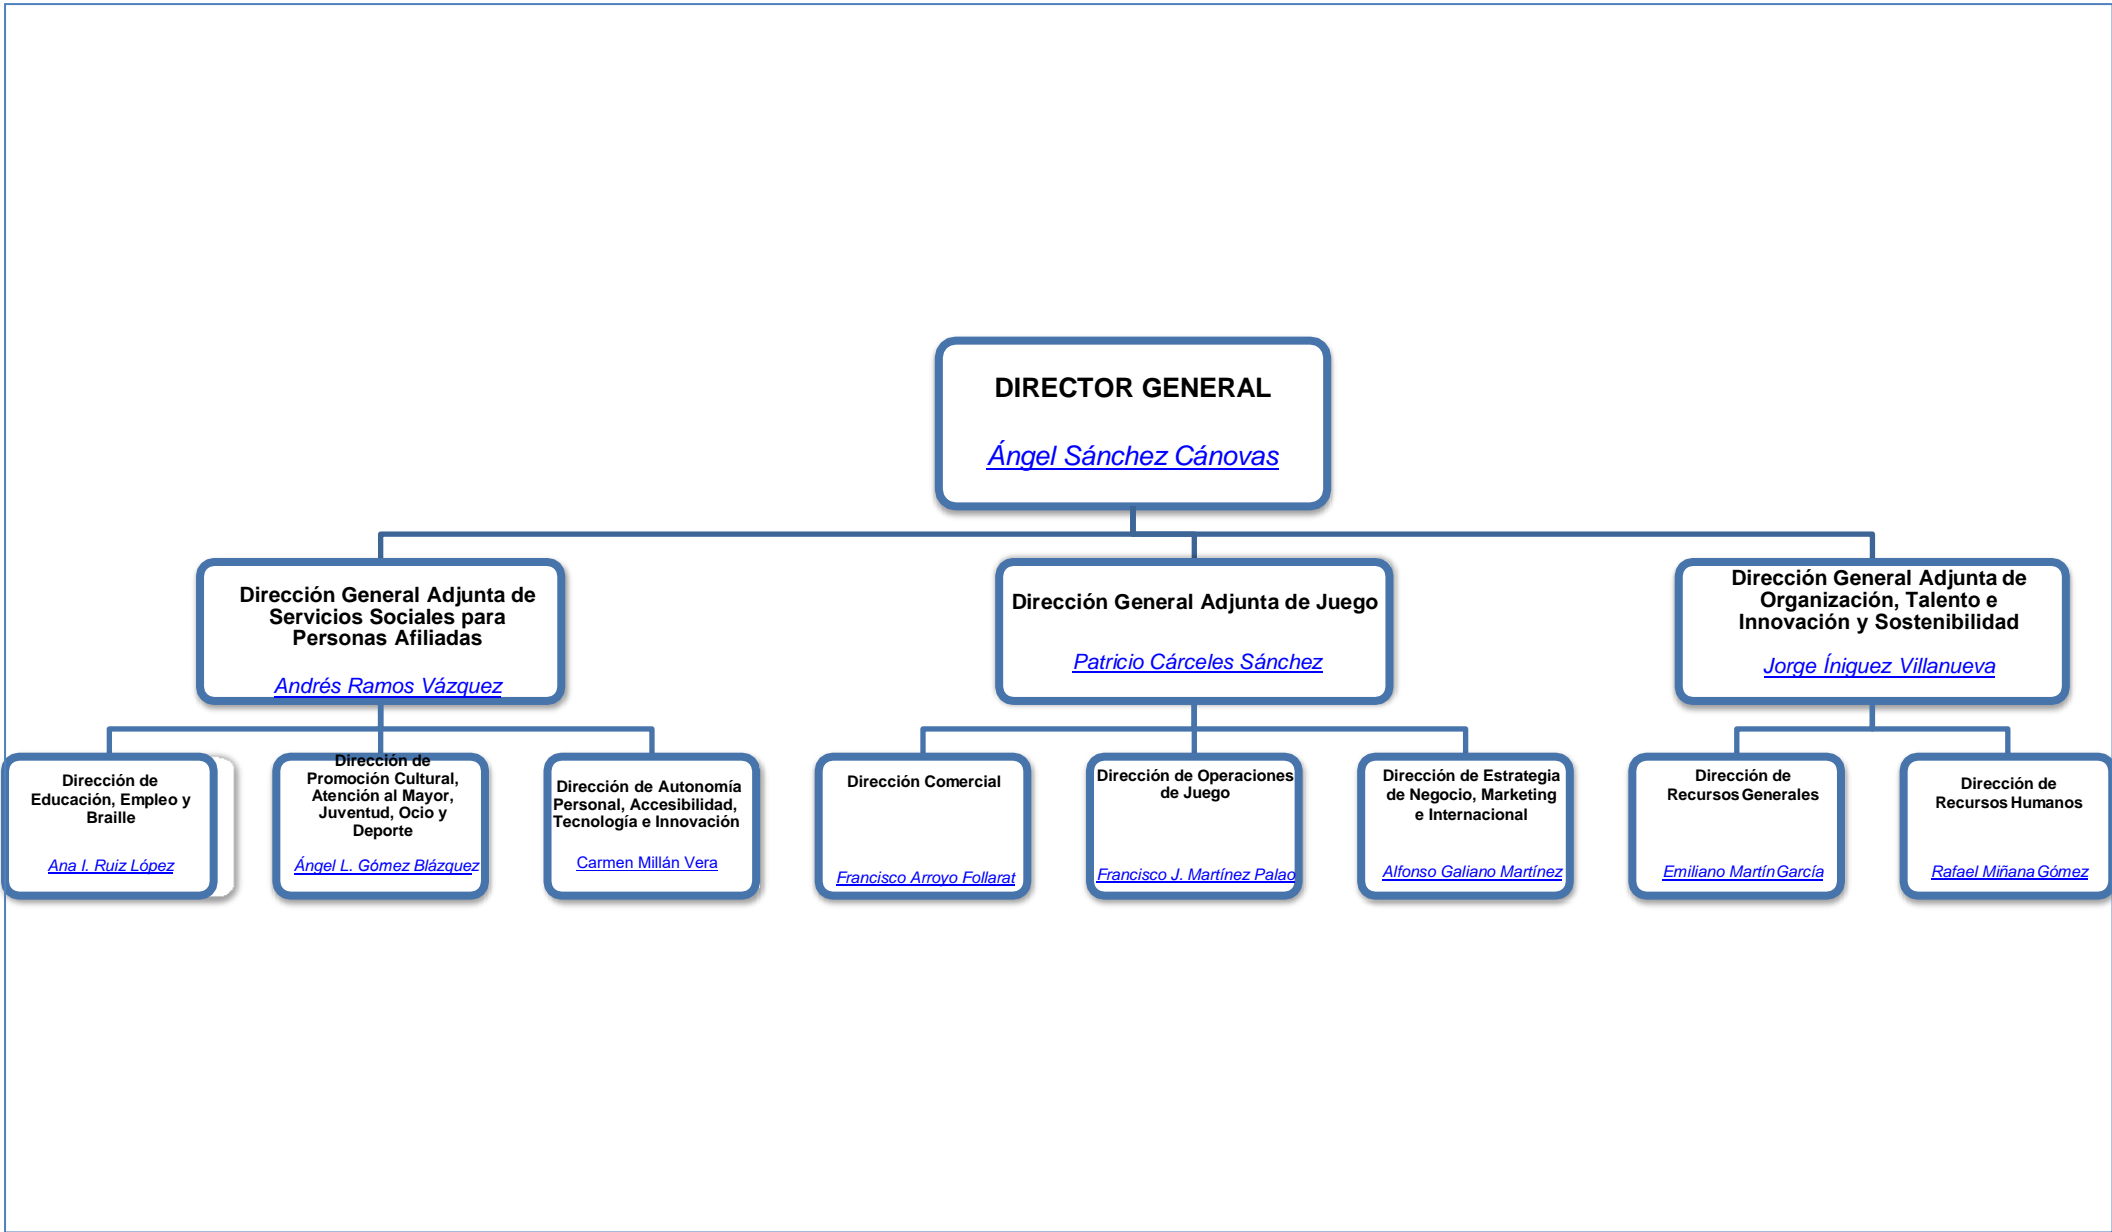 DIRECTOR GENERAL
Ángel Sánchez Cánovas
Dirección General Adjunta de
Servicios Sociales para
Personas Afiliadas
Andrés Ramos Vázquez
Dirección General Adjunta de Juego
Patricio Cárceles Sánchez
Dirección General Adjunta de
Organización, Talento e
Innovación y Sostenibilidad
Jorge Íniguez Villanueva
Dirección de
Educación, Empleo y
Braille
Ana I. Ruiz López
Dirección de
Promoción Cultural,
Atención al Mayor,
Juventud, Ocio y
Deporte
Ángel L. Gómez Blázquez
Dirección de Autonomía
Personal, Accesibilidad,
Tecnología e Innovación
Carmen Millán Vera
Dirección Comercial
Francisco Arroyo Follarat
Dirección de Operaciones
de Juego
Francisco J. Martínez Palao
Dirección de Estrategia
de Negocio, Marketing
e Internacional
Alfonso Galiano Martínez
Dirección de
Recursos Generales
Emiliano Martín García
Dirección de
Recursos Humanos
Rafael Miñana Gómez